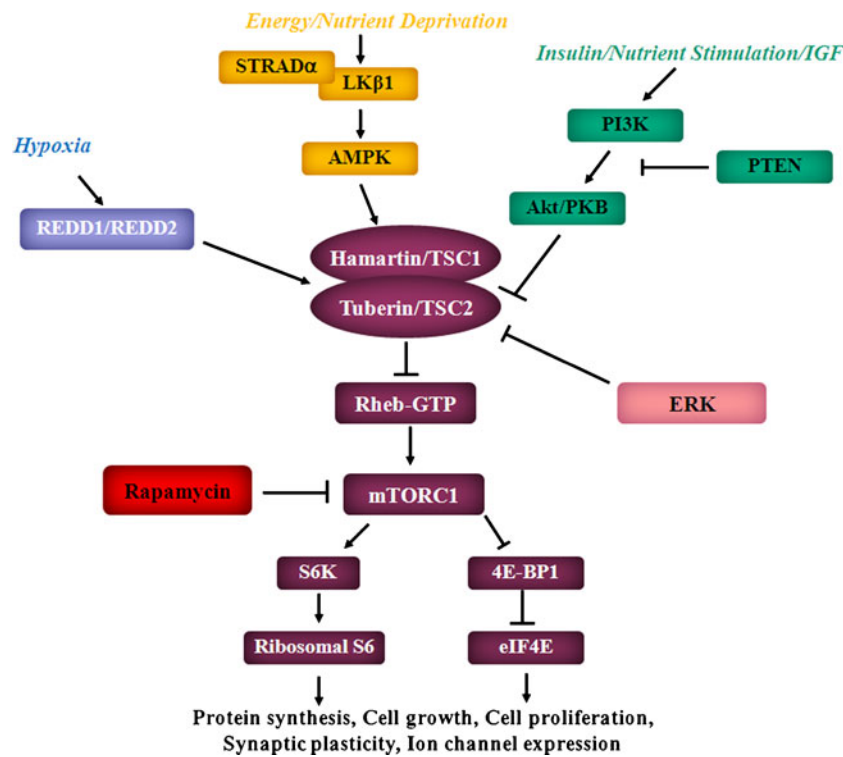 Energy/Nutrient Deprivation
Insulin/Nutrient Stimulation/IGF
STRADα
LKβ1
PI3K
Hypoxia
AMPK
PTEN
Akt/PKB
REDD1/REDD2
Hamartin/TSC1
Tuberin/TSC2
Rheb-GTP
ERK
Rapamycin
mTORC1
S6K
4E-BP1
Ribosomal S6
eIF4E
Protein synthesis, Cell growth, Cell proliferation,
Synaptic plasticity, Ion channel expression